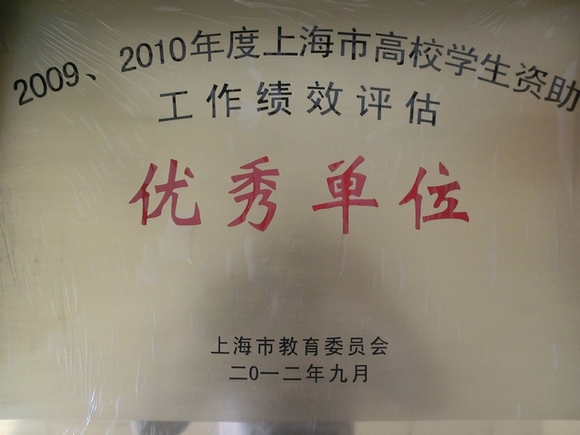 2009、2010年度上海市高校学生资助
工作绩效评估
优秀单位
上海市教育委员会
二0一二年九月